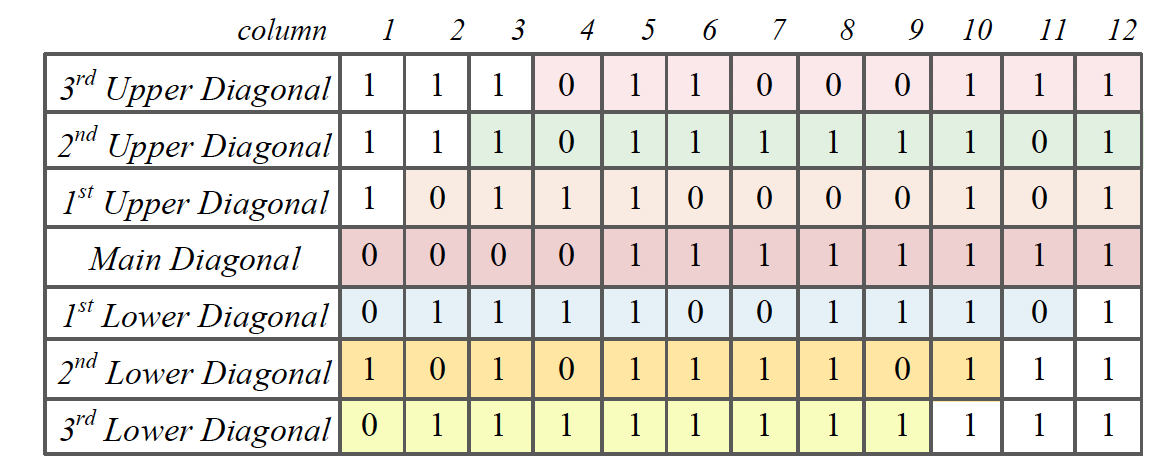 column 1 2 3 4 5 6 7 8 9 10 11 12
3rd Upper Diagonal 1 1 1 0 1 1 0 0 0 1 1 1
2nd Upper Diagonal 1 1 1 0 1 1 1 1 1 1 0 1
1st Upper Diagonal 1 0 1 1 1 0 0 0 0 1 0 1
Main Diagonal 0 0 0 0 1 1 1 1 1 1 1 1
1st Lower Diagonal 0 1 1 1 1 0 0 1 1 1 0 1
2nd Lower Diagonal 1 0 1 0 1 1 1 1 0 1 1 1
3rd Lower Diagonal 0 1 1 1 1 1 1 1 1 1 1 1